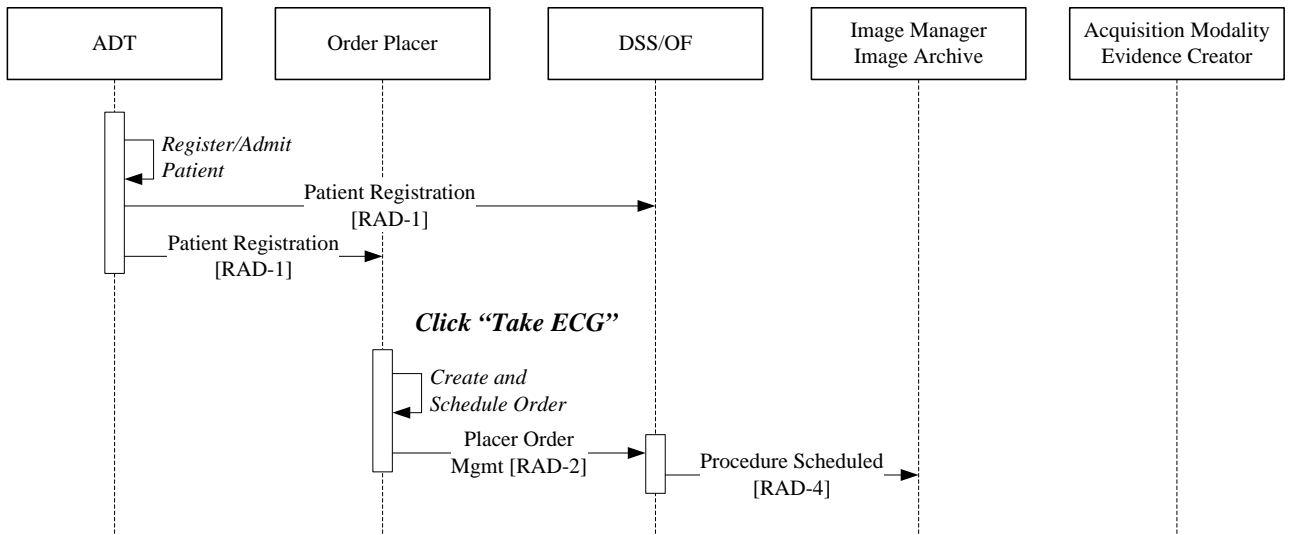 ADT
Order Placer
DSS/OF
Image Manager
Image Archive
Acquisition Modality
Evidence Creator
Register/Admit
Patient
Patient Registration
[RAD-1]
Patient Registration
[RAD-1]
Click “Take ECG”
Create and
Schedule Order
Placer Order
Mgmt [RAD-2]
Procedure Scheduled
[RAD-4]